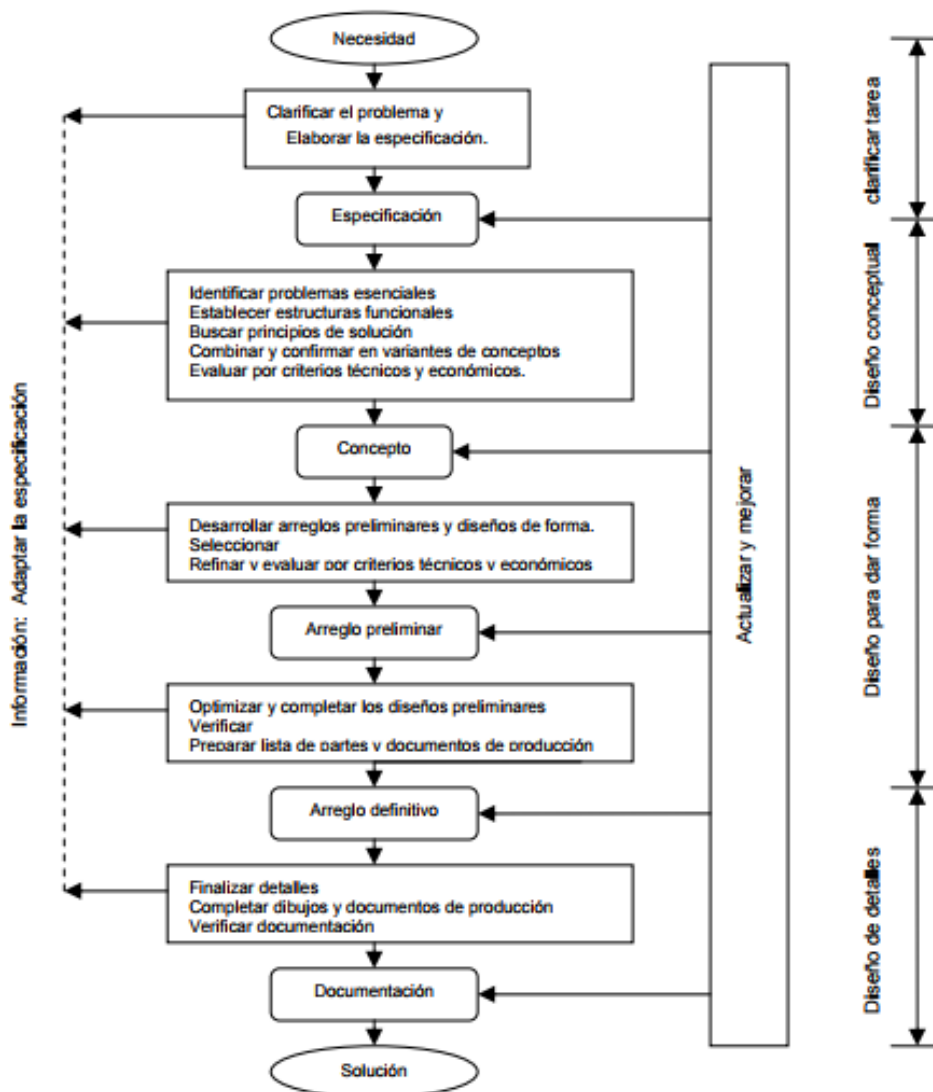 Necesidad
Clarificar el problema y
Elaborar la especificación.
Especificación
Identificar problemas esenciales
Establecer estructuras funcionales
Buscar principios de solución
Combinar y confirmar en variantes de conceptos
Evaluar por criterios técnicos y económicos.
Concepto
Desarrollar arreglos preliminares y diseños de forma.
Seleccionar
Refinar y evaluar por criterios técnicos y económicos
Arreglo preliminar
Optimizar y completar los diseños preliminares
Verificar
Preparar lista de partes y documentos de producción
Arreglo definitivo
Finalizar detalles
Completar dibujos y documentos de producción
Verificar documentación
Documentación
Solución
Información: Adaptar la especificación
Actualizar y mejorar
clarificar tarea
Diseño conceptual
Diseño para dar forma
Diseño de detalles